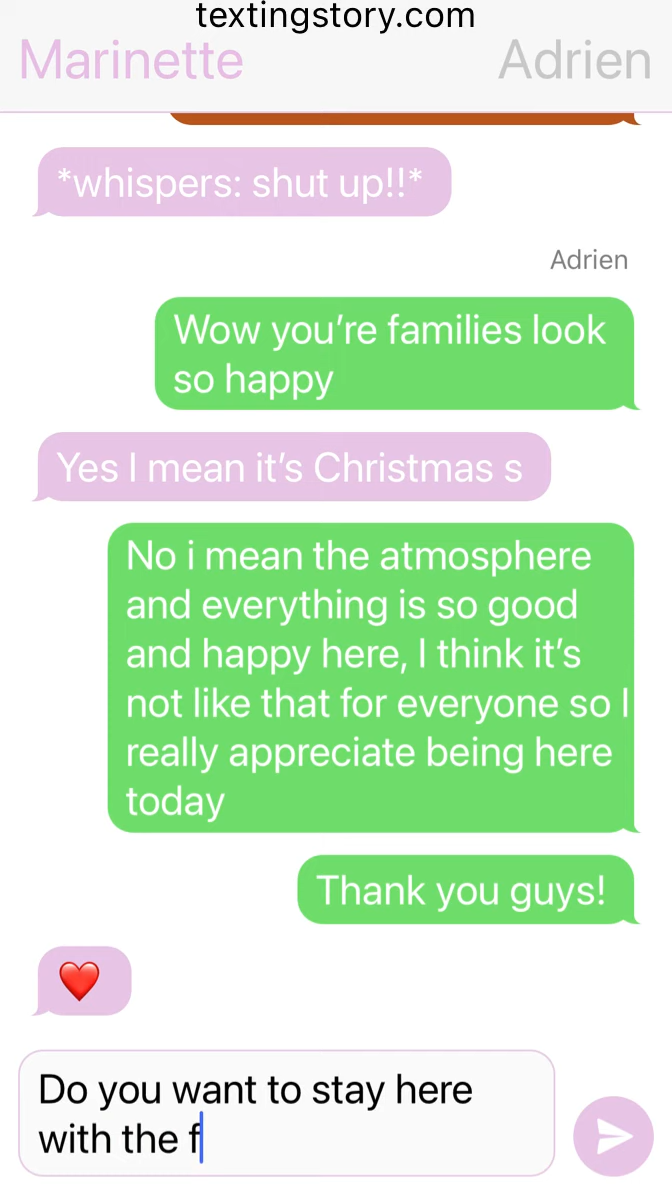 textingstory.com
Marinette
Adrien
*whispers: shut up!!*
Adrien
Wow you're families look
so happy
Yes I mean it's Christmas s
No i mean the atmosphere
and everything is so good
and happy here, I think it's
not like that for everyone so I
really appreciate being here
today
Thank you guys!
❤️
Do you want to stay here
with the f